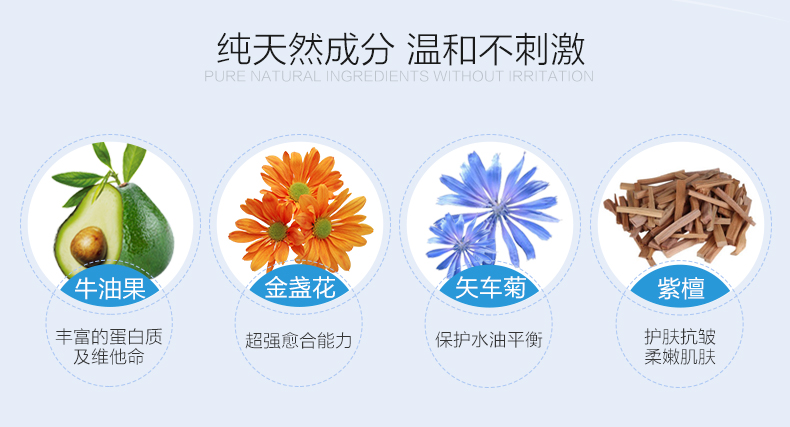 纯天然成分 温和不刺激
PURE NATURAL INGREDIENTS WITHOUT IRRITATION
牛油果
丰富的蛋白质
及维他命
金盏花
超强愈合能力
矢车菊
保护水油平衡
紫檀
护肤抗皱
柔嫩肌肤